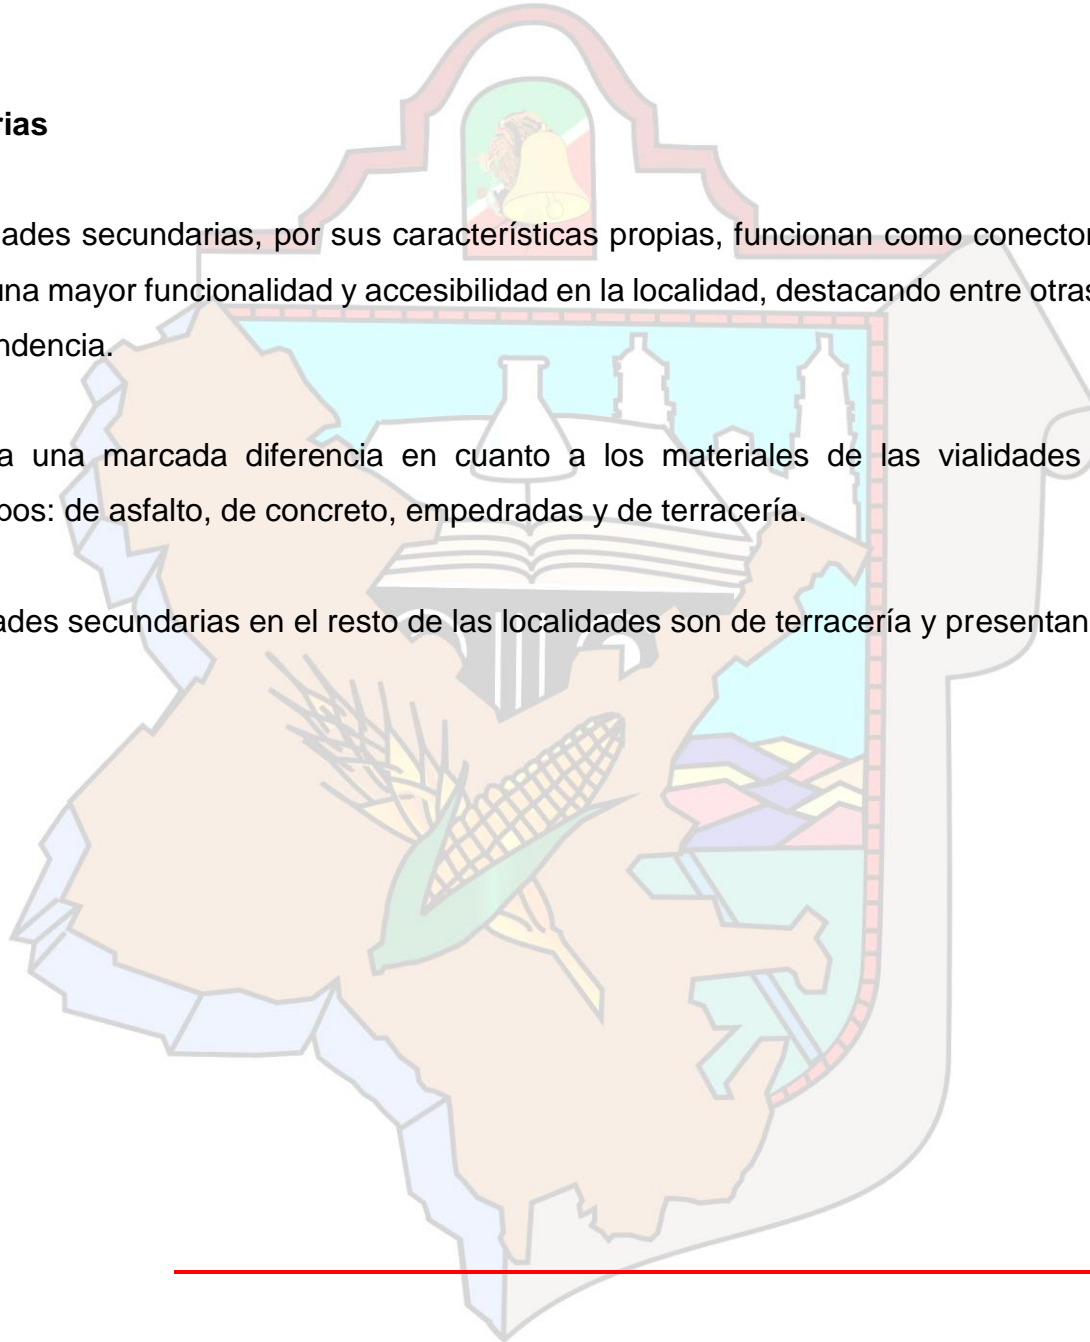 rias
ades secundarias, por sus características propias, funcionan como conector
una mayor funcionalidad y accesibilidad en la localidad, destacando entre otras
ndencia.
a una marcada diferencia en cuanto a los materiales de las vialidades
pos: de asfalto, de concreto, empedradas y de terracería.
ades secundarias en el resto de las localidades son de terracería y presentan